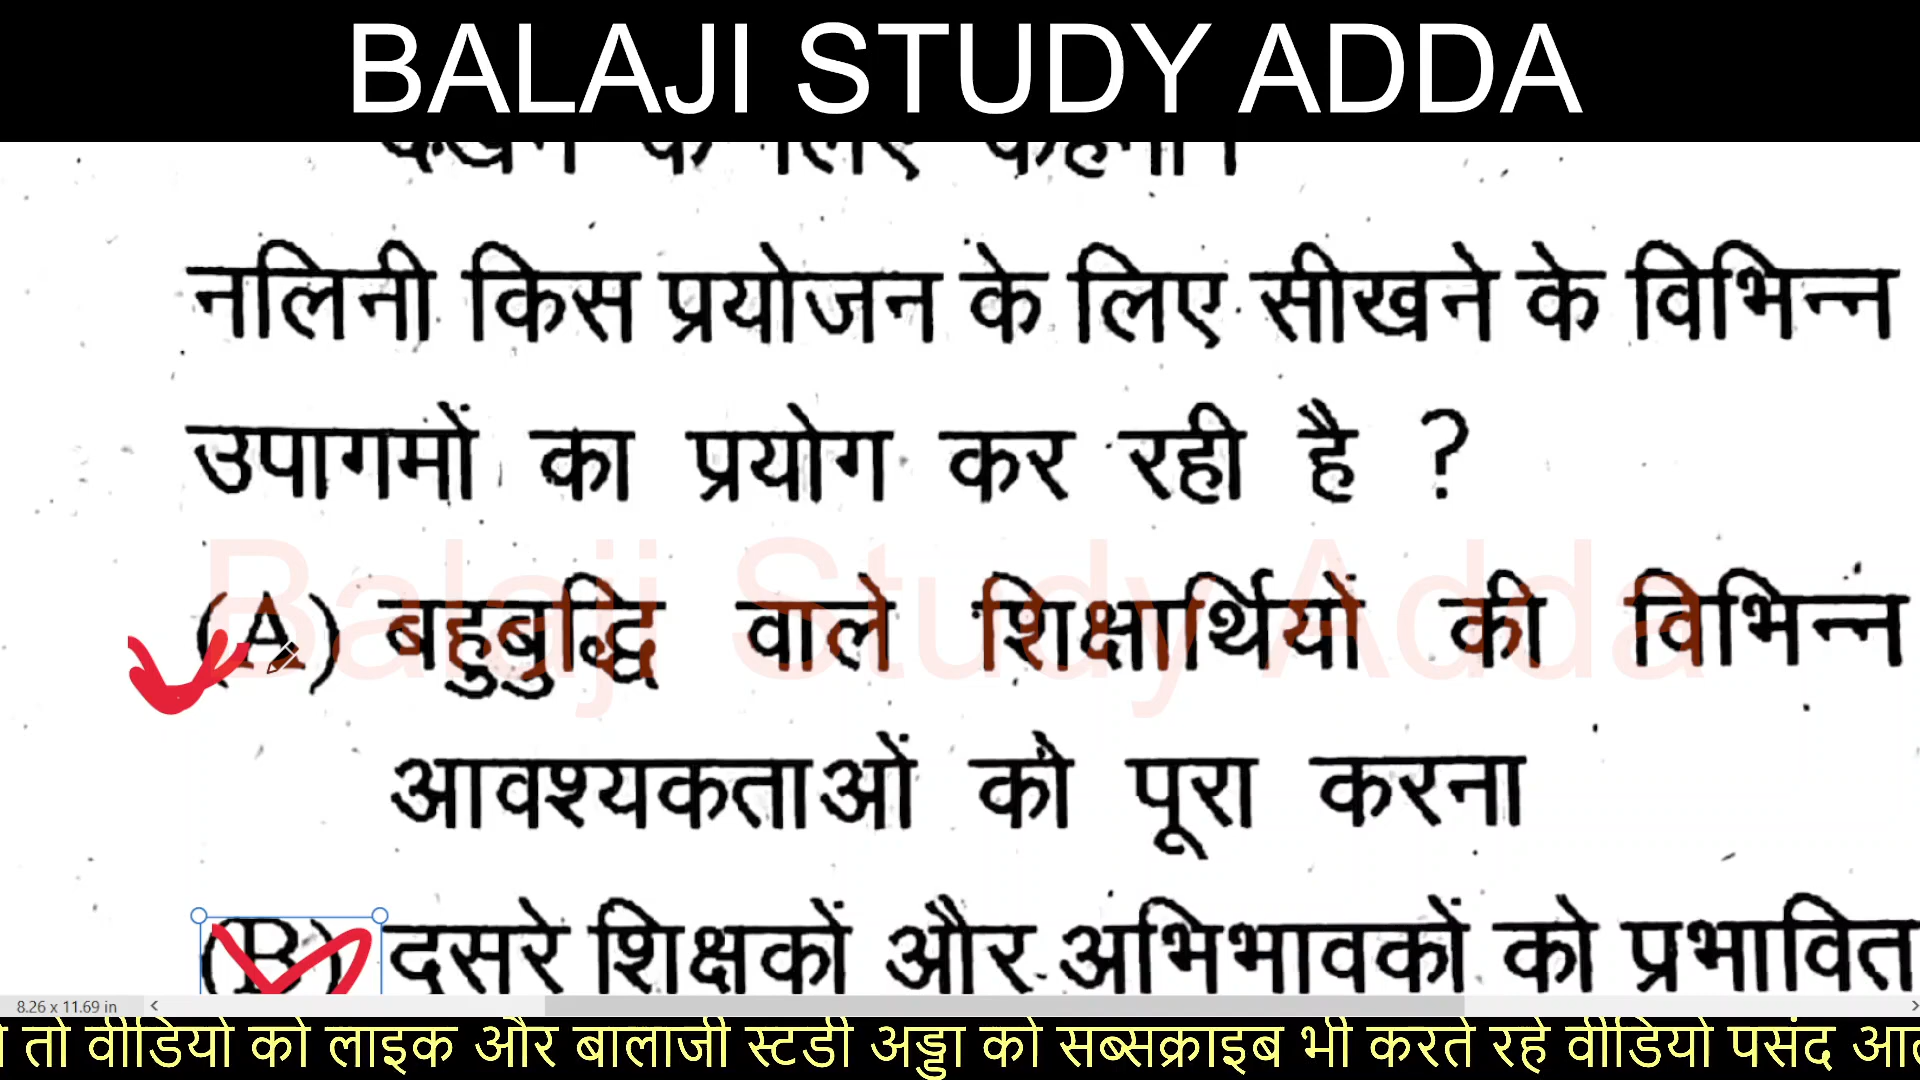 BALAJI STUDY ADDA
नलिनी किस प्रयोजन के लिए सीखने के विभिन्न
उपागमों का प्रयोग कर रही है ?
Balaji Study Adda
(A) बहुबुद्धि वाले शिक्षार्थियों की विभिन्न
आवश्यकताओं को पूरा करना
(B) दूसरे शिक्षकों और अभिभावकों को प्रभावित
8.26 x 11.69 in
तो वीडियो को लाइक और बालाजी स्टडी अड्डा को सब्सक्राइब भी करते रहे वीडियो पसंद